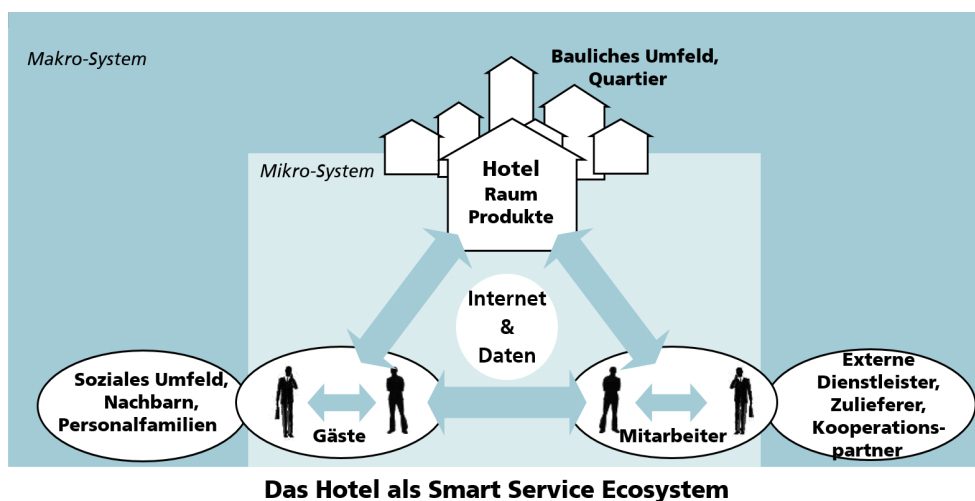 Makro-System
Bauliches Umfeld,
Quartier
Mikro-System
Hotel
Raum
Produkte
Internet
&
Daten
Soziales Umfeld,
Nachbarn,
Personalfamilien
Gäste
Mitarbeiter
Externe
Dienstleister,
Zulieferer,
Kooperations-
partner
Das Hotel als Smart Service Ecosystem